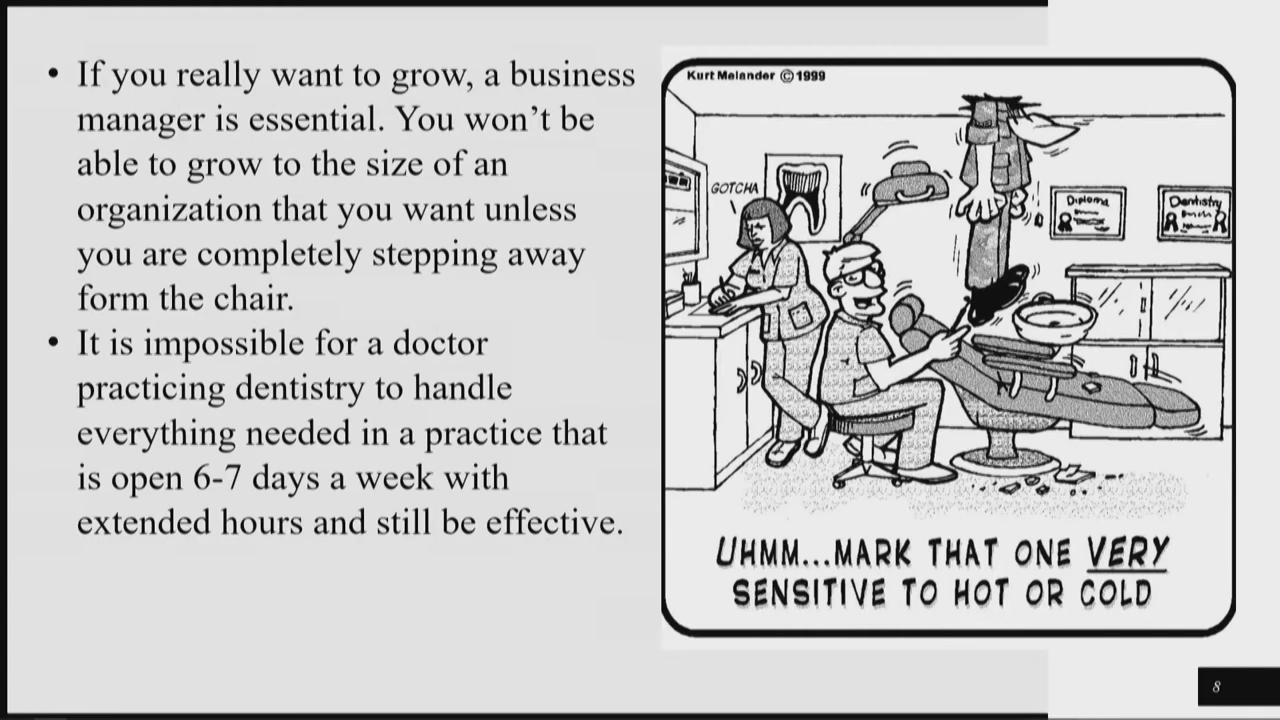 • If you really want to grow, a business
manager is essential. You won’t be
able to grow to the size of an
organization that you want unless
you are completely stepping away
form the chair.
• It is impossible for a doctor
practicing dentistry to handle
everything needed in a practice that
is open 6-7 days a week with
extended hours and still be effective.
Kurt Melander ©1999
GOTCHA
Diploma
Dentistry
UHMM...MARK THAT ONE VERY
SENSITIVE TO HOT OR COLD
8